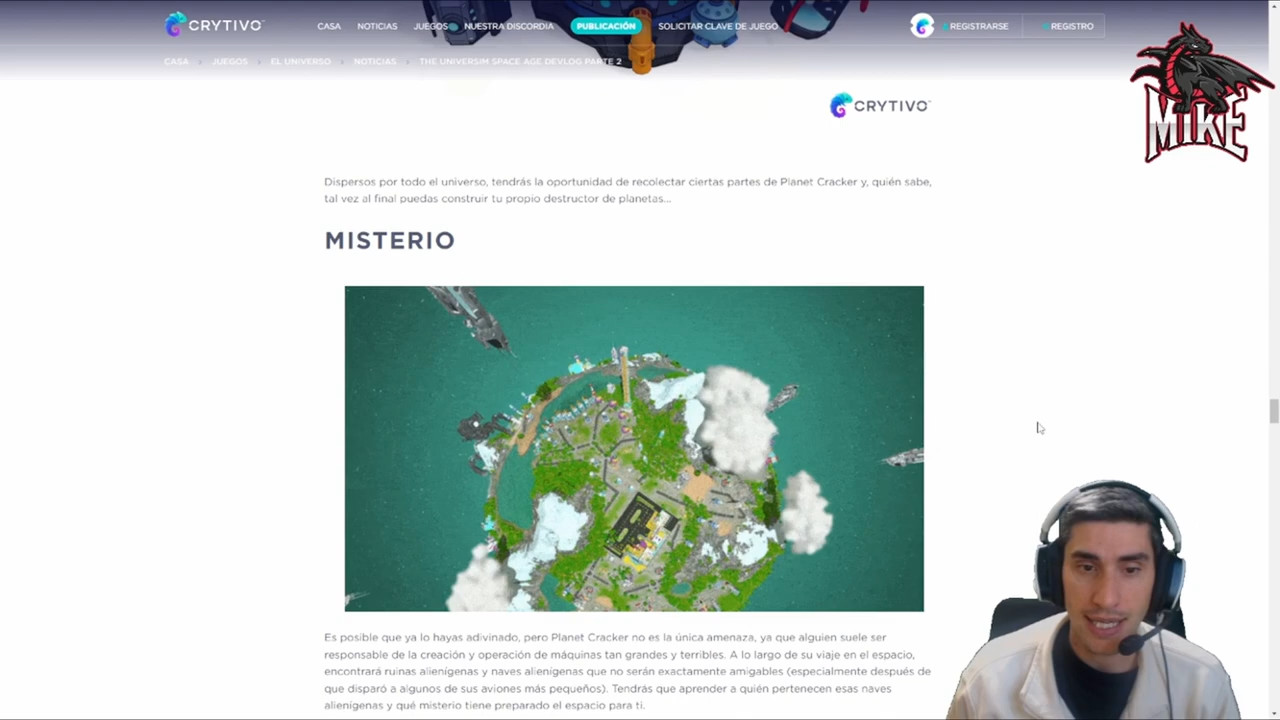 CRYTIVO
CASA NOTICIAS JUEGOS NUESTRA DISCORDIA PUBLICACIÓN SOLICITAR CLAVE DE JUEGO REGISTRARSE REGISTRO
CASA JUEGOS EL UNIVERSO NOTICIAS THE UNIVERSIM SPACE AGE DEVLOG PARTE 2
MIKE
CRYTIVO
Dispersos por todo el universo, tendrás la oportunidad de recolectar ciertas partes de Planet Cracker y, quién sabe,
tal vez al final puedas construir tu propio destructor de planetas...
MISTERIO
Es posible que ya lo hayas adivinado, pero Planet Cracker no es la única amenaza, ya que alguien suele ser
responsable de la creación y operación de máquinas tan grandes y terribles. A lo largo de su viaje en el espacio,
encontrará ruinas alienígenas y naves alienígenas que no serán exactamente amigables (especialmente después de
que disparó a algunos de sus aviones más pequeños). Tendrás que aprender a quién pertenecen esas naves
alienígenas y qué misterio tiene preparado el espacio para ti.